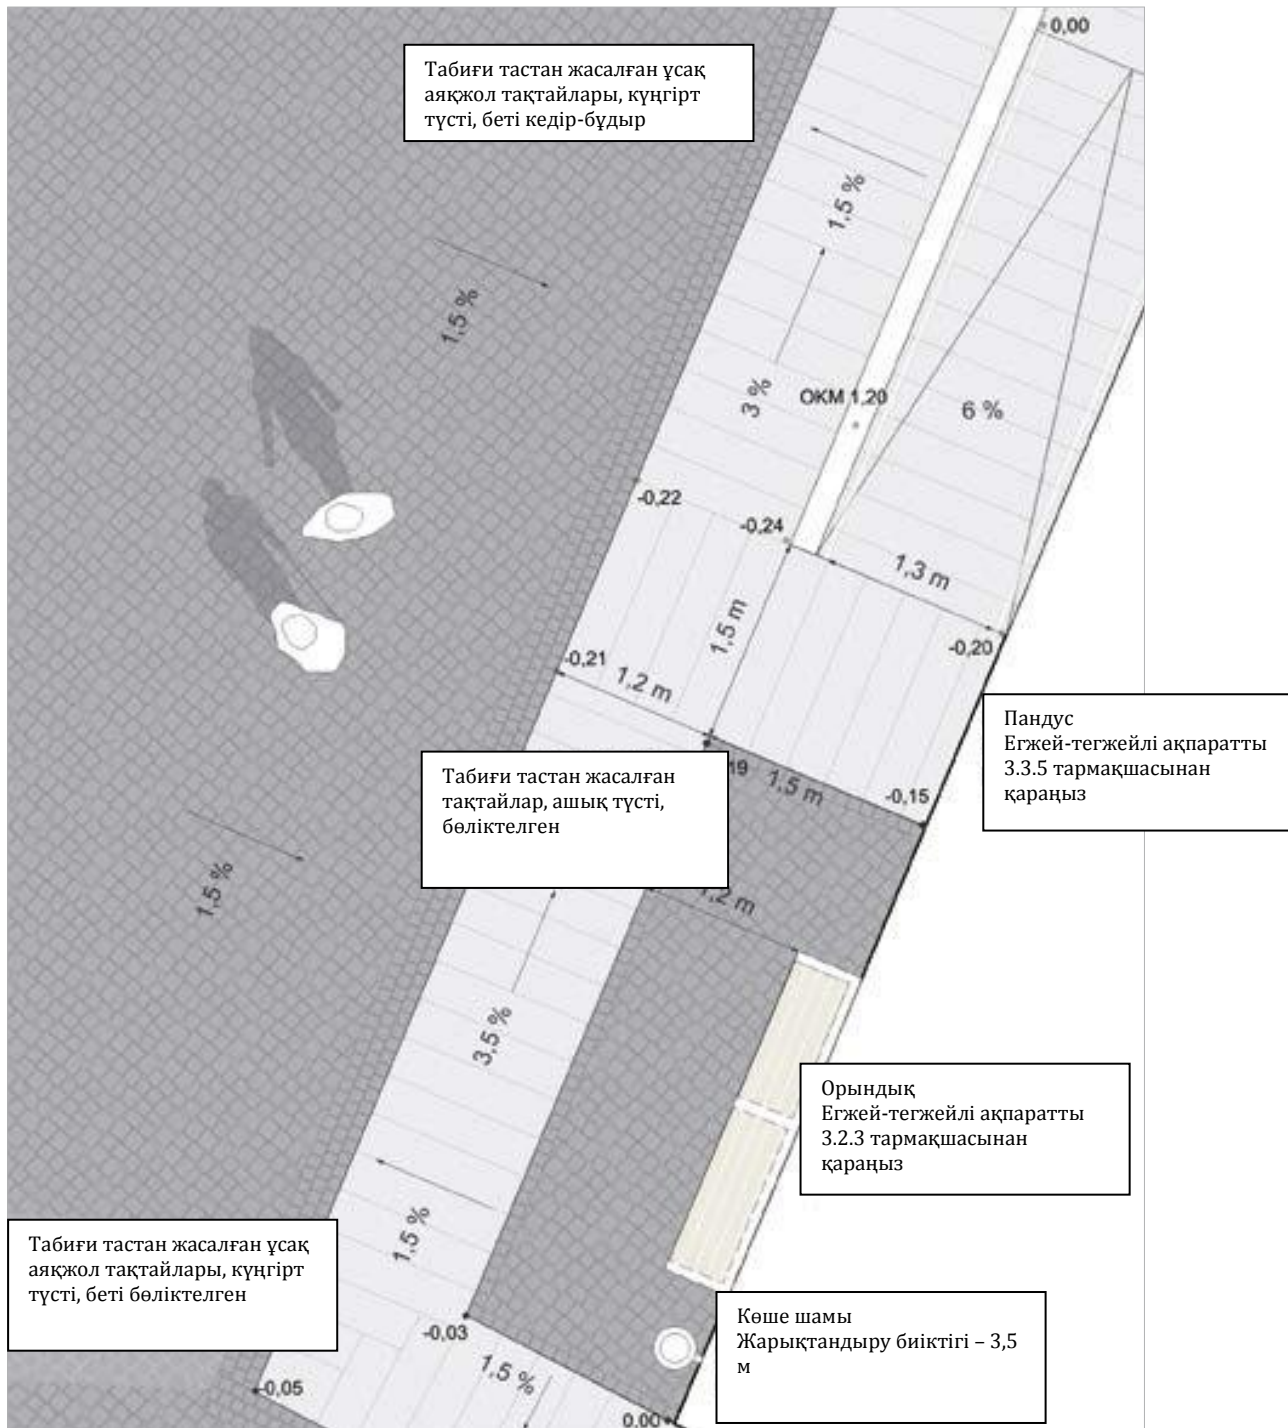 0,00
Табиғи тастан жасалған ұсақ
аяқжол тақтайлары, күңгірт
түсті, беті кедір-бұдыр
1,5 %
1,5 %
3 %
OKM 1,20
6 %
-0,22
-0,24
1,3 m
1,5 m
-0,20
-0,21
1,2 m
Пандус
Егжей-тегжейлі ақпаратты
3.3.5 тармақшасынан
қараңыз
Табиғи тастан жасалған
тақтайлар, ашық түсті,
бөліктелген
1,5 m
-0,15
1,5 %
3,5 %
Орындық
Егжей-тегжейлі ақпаратты
3.2.3 тармақшасынан
қараңыз
1,5 %
Табиғи тастан жасалған ұсақ
аяқжол тақтайлары, күңгірт
түсті, беті бөліктелген
Көше шамы
Жарықтандыру биіктігі – 3,5
м
-0,03
1,5 %
-0,05
0,00